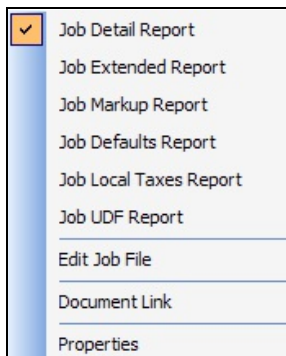 Job Detail Report
Job Extended Report
Job Markup Report
Job Defaults Report
Job Local Taxes Report
Job UDF Report
Edit Job File
Document Link
Properties